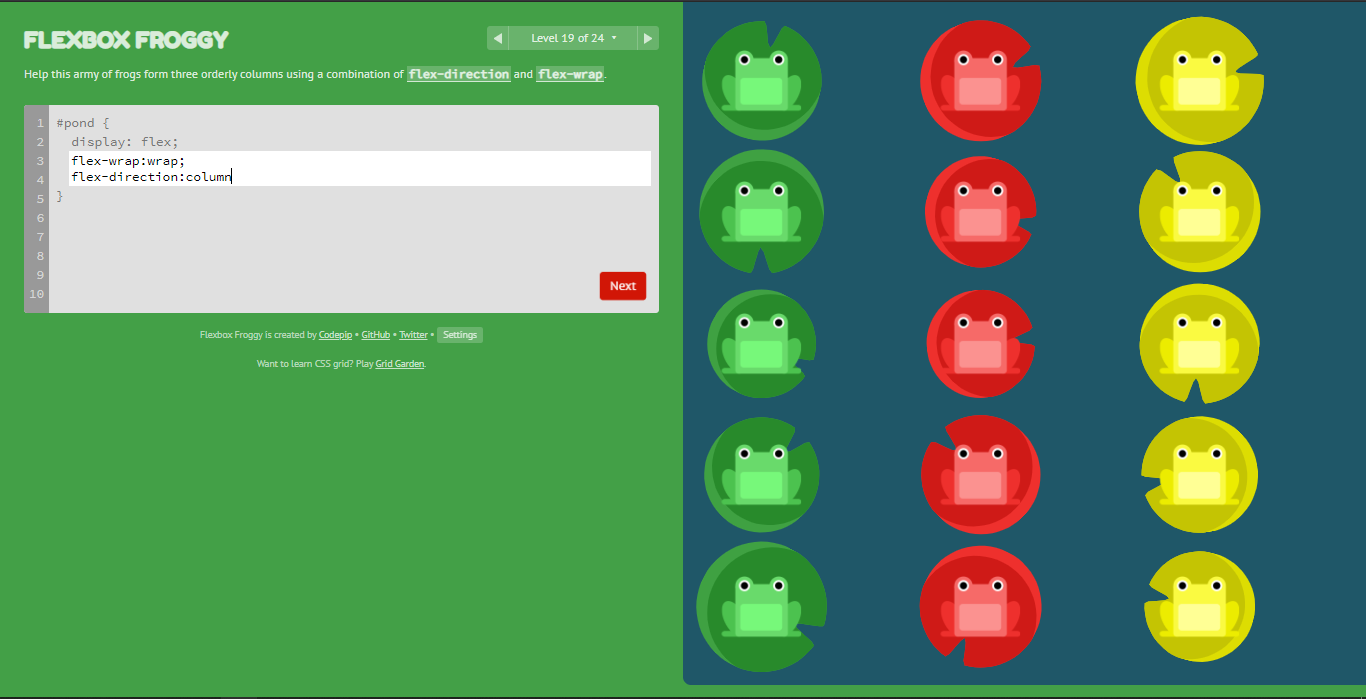 FLEXBOX FROGGY
Level 19 of 24
Help this army of frogs form three orderly columns using a combination of flex-direction and flex-wrap.
1 #pond {
2 display: flex;
3 flex-wrap:wrap;
4 flex-direction:column
5 }
6
7
8
9
10
Next
Flexbox Froggy is created by Codepip • GitHub • Twitter • Settings
Want to learn CSS grid? Play Grid Garden.